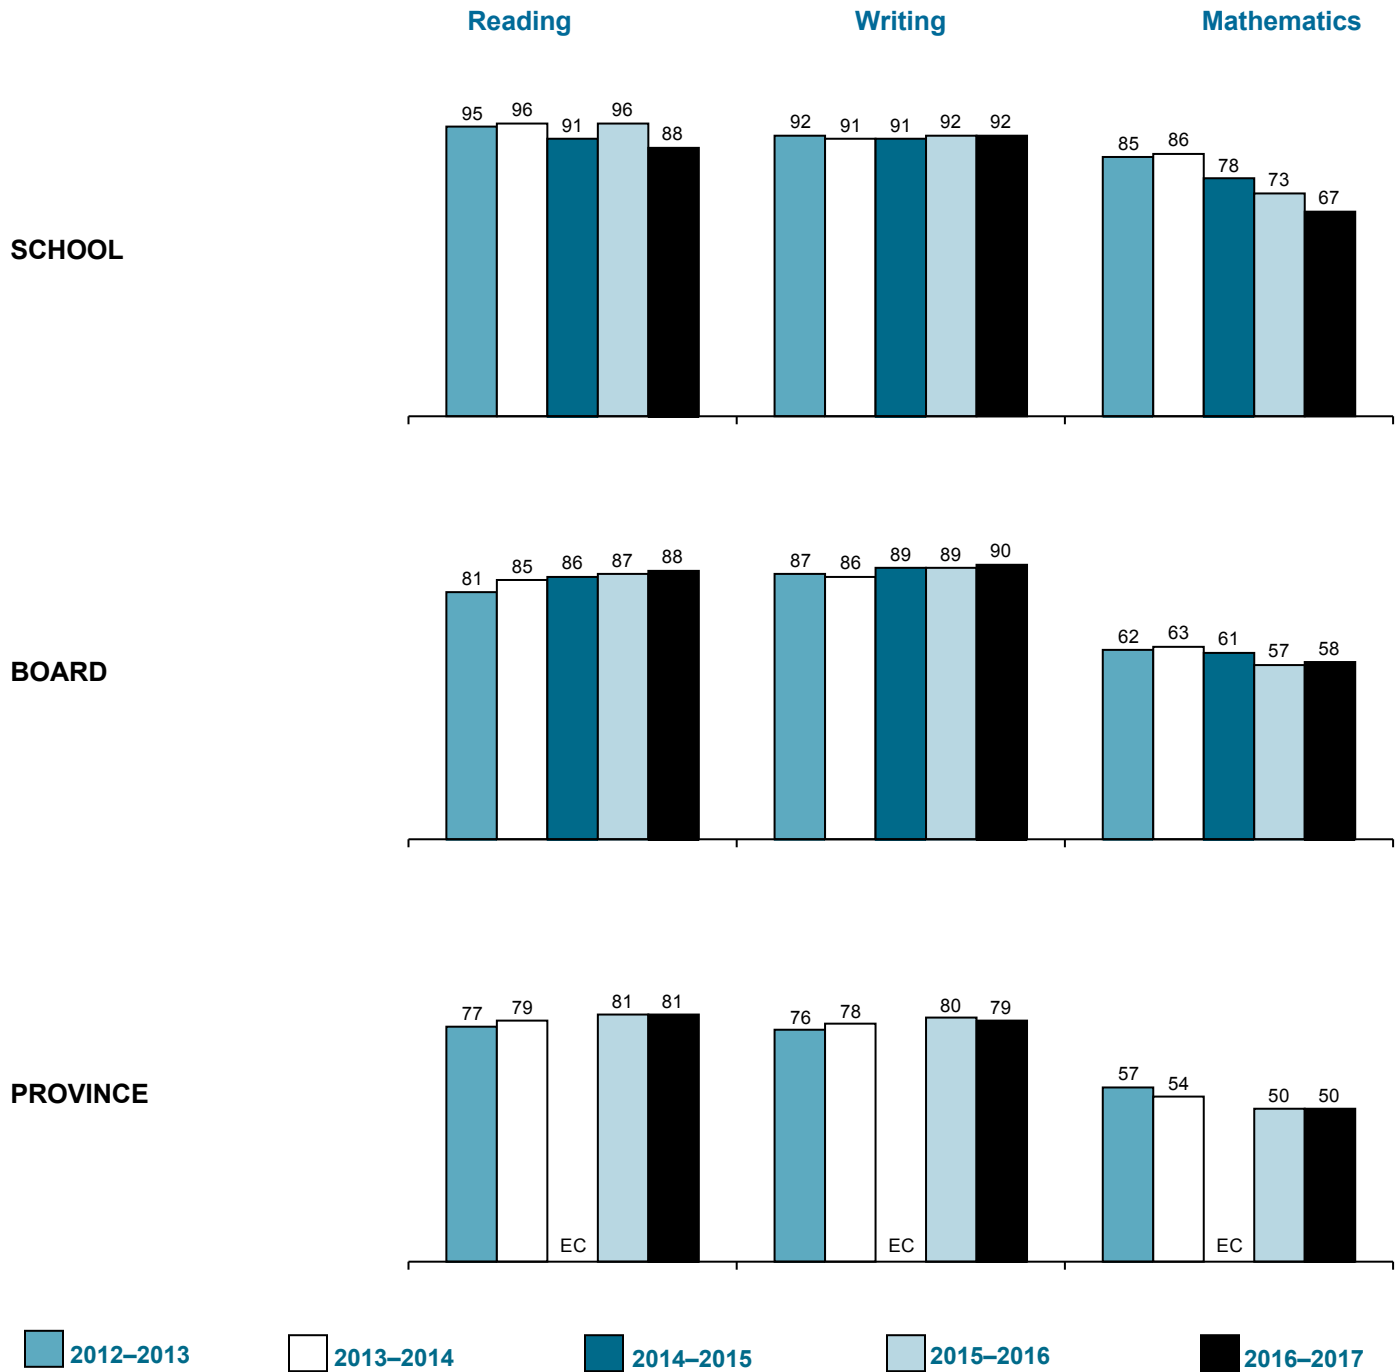 Reading Writing Mathematics
95 96 91 96 88 92 91 91 92 92 85 86 78 73 67
SCHOOL
81 85 86 87 88 87 86 89 89 90 62 63 61 57 58
BOARD
77 79 EC 81 81 76 78 EC 80 79 57 54 EC 50 50
PROVINCE
2012–2013 2013–2014 2014–2015 2015–2016 2016–2017